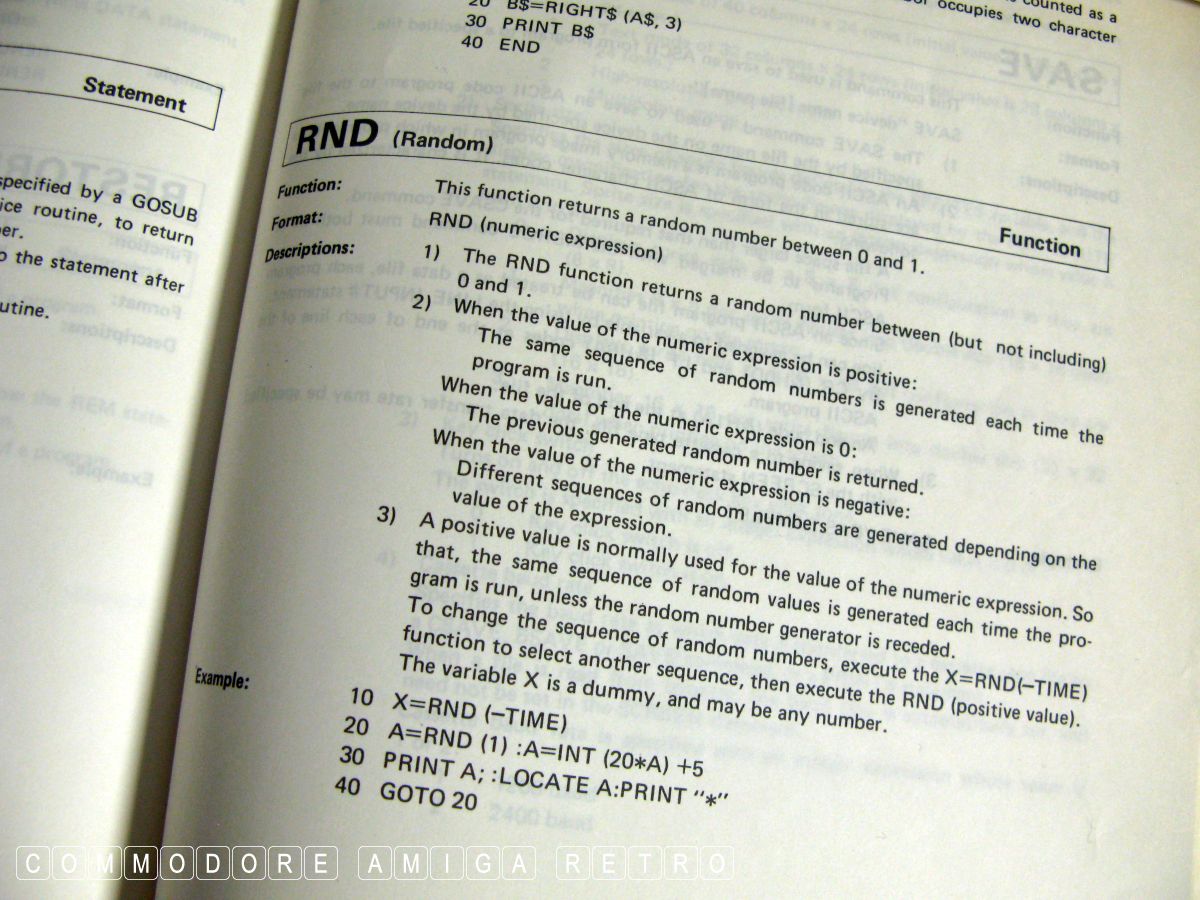 Statement
specified by a GOSUB
ice routine, to return
er.
o the statement after
utine.
counted as a
occupies two character
20 B$=RIGHT$ (A$, 3)
30 PRINT B$
40 END
RND (Random)
Function
Function: This function returns a random number between 0 and 1.
Format: RND (numeric expression)
Descriptions: 1) The RND function returns a random number between (but not including)
0 and 1.
2) When the value of the numeric expression is positive:
The same sequence of random numbers is generated each time the
program is run.
When the value of the numeric expression is 0:
The previous generated random number is returned.
When the value of the numeric expression is negative:
Different sequences of random numbers are generated depending on the
value of the expression.
3) A positive value is normally used for the value of the numeric expression. So
that, the same sequence of random values is generated each time the pro-
gram is run, unless the random number generator is receded.
To change the sequence of random numbers, execute the X=RND(–TIME)
function to select another sequence, then execute the RND (positive value).
The variable X is a dummy, and may be any number.
Example:
10 X=RND (–TIME)
20 A=RND (1) :A=INT (20*A) +5
30 PRINT A; :LOCATE A:PRINT "*"
40 GOTO 20
COMMODORE AMIGA RETRO